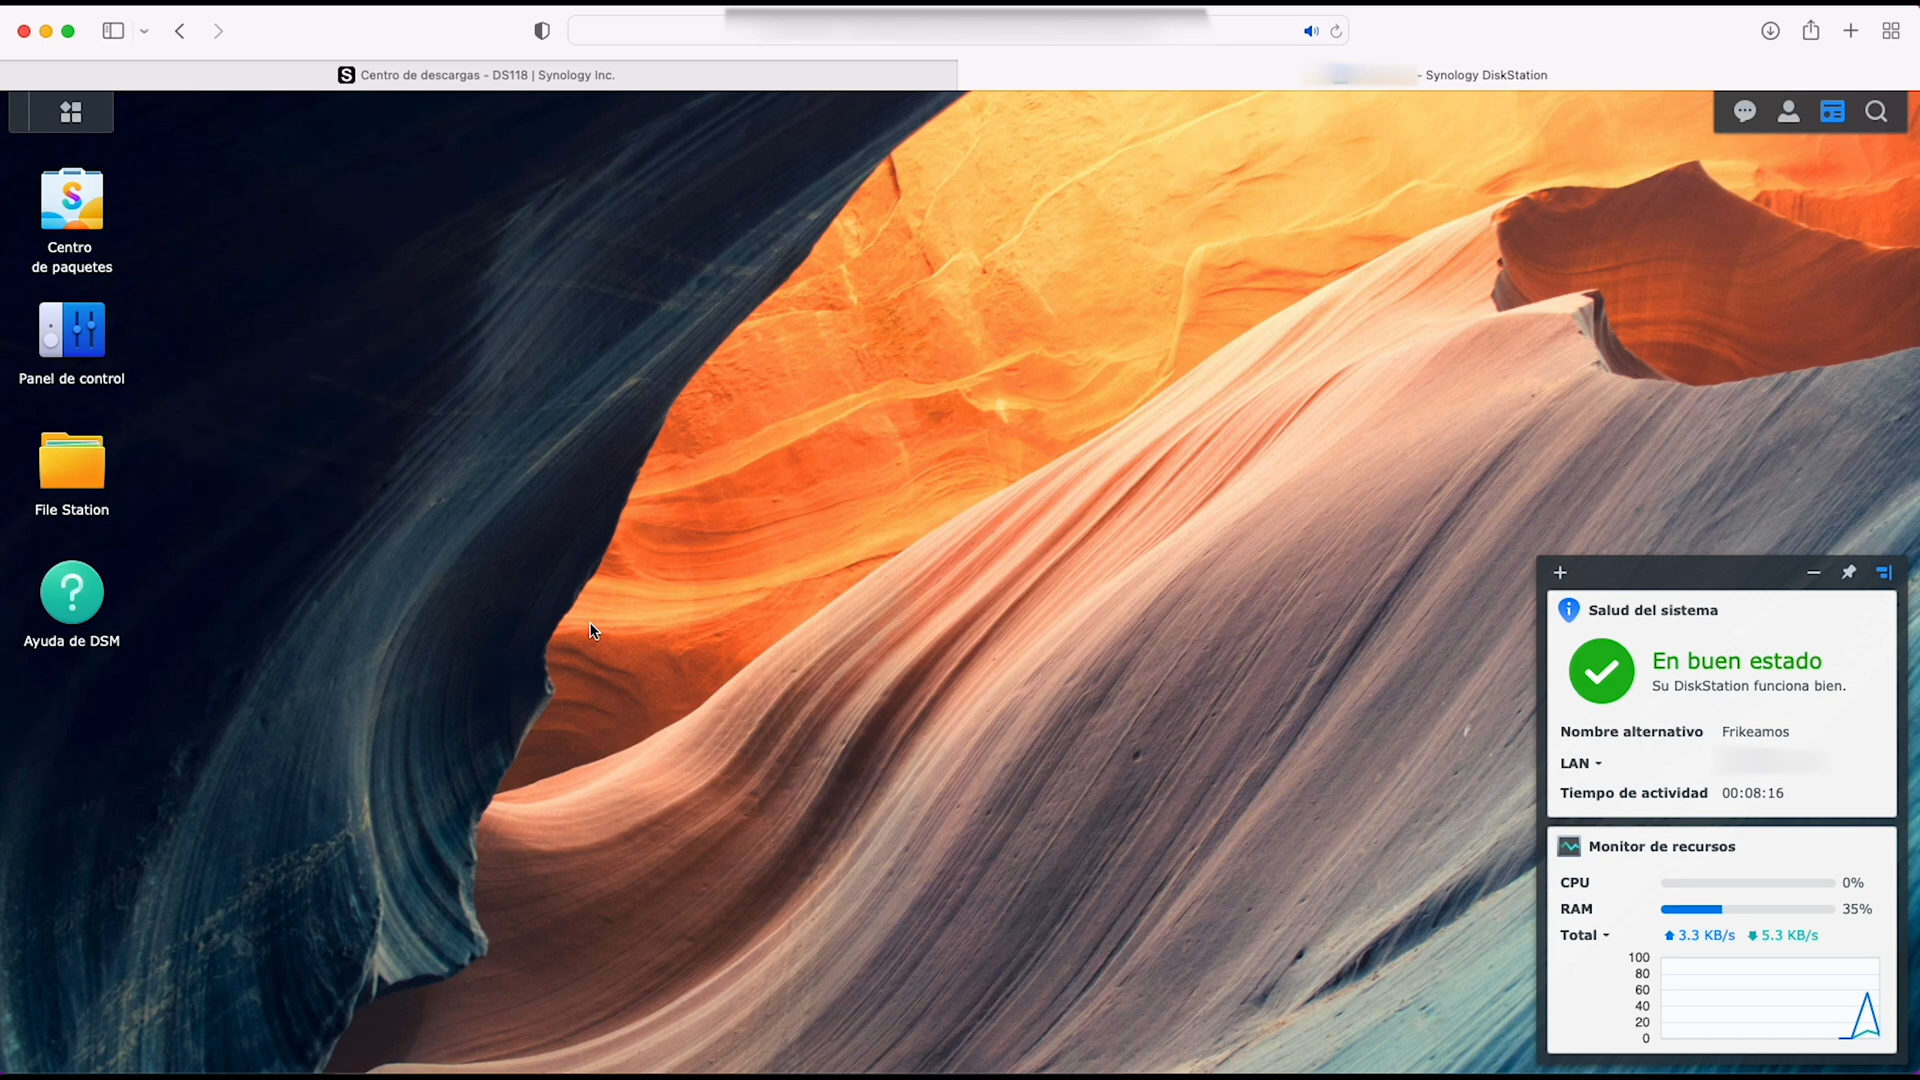 Centro de descargas - DS118 | Synology Inc.
- Synology DiskStation
Centro
de paquetes
Panel de control
File Station
Ayuda de DSM
Salud del sistema
En buen estado
Su DiskStation funciona bien.
Nombre alternativo Frikeamos
LAN
Tiempo de actividad 00:08:16
Monitor de recursos
CPU 0%
RAM 35%
Total 3.3 KB/s 5.3 KB/s
100
80
60
40
20
0